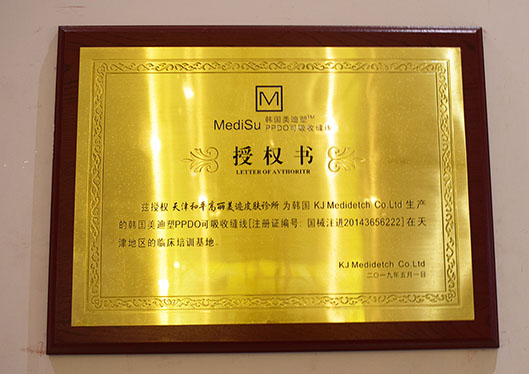 M
MediSu 韩国美迪塑™
PPDO可吸收缝线
授权书
LETTER OF AVTHORITR
兹授权 天津和平高丽美迹皮肤诊所 为韩国 KJ Medidetch Co.Ltd 生产
的韩国美迪塑PPDO可吸收缝线[注册证编号: 国械注进20143656222]在天
津地区的临床培训基地。
KJ Medidetch Co.Ltd
二〇一九年五月一日